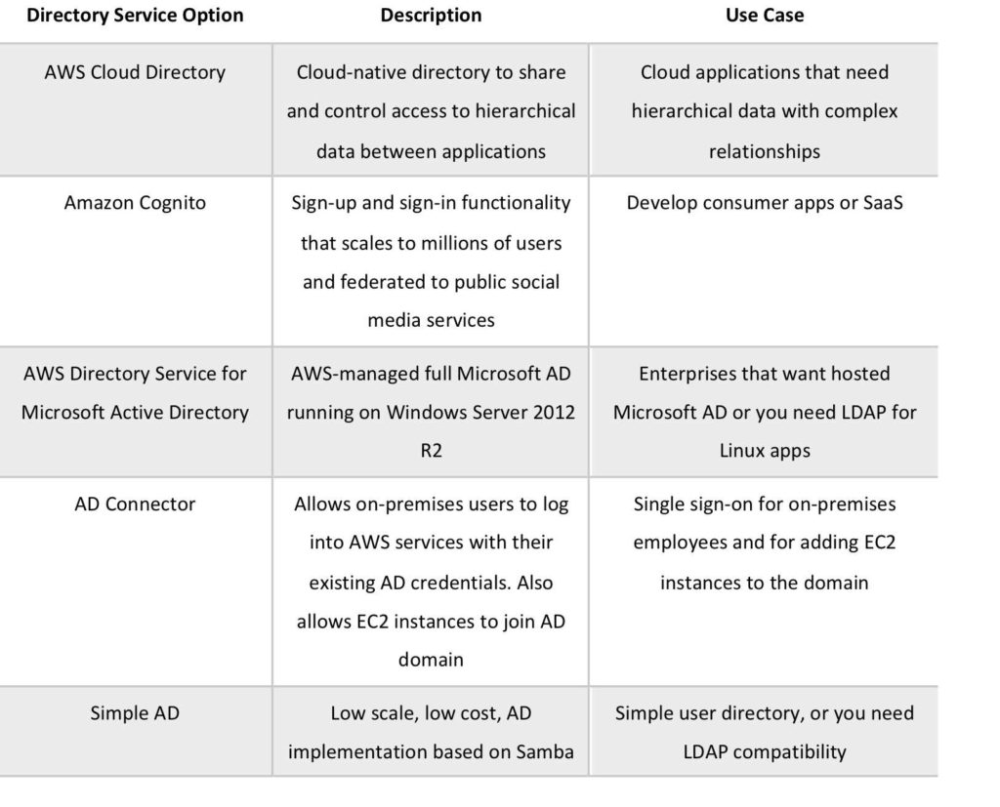 Directory Service Option Description Use Case
AWS Cloud Directory
Cloud-native directory to share
and control access to hierarchical
data between applications
Cloud applications that need
hierarchical data with complex
relationships
Amazon Cognito
Sign-up and sign-in functionality
that scales to millions of users
and federated to public social
media services
Develop consumer apps or SaaS
AWS Directory Service for
Microsoft Active Directory
AWS-managed full Microsoft AD
running on Windows Server 2012
R2
Enterprises that want hosted
Microsoft AD or you need LDAP for
Linux apps
AD Connector
Allows on-premises users to log
into AWS services with their
existing AD credentials. Also
allows EC2 instances to join AD
domain
Single sign-on for on-premises
employees and for adding EC2
instances to the domain
Simple AD
Low scale, low cost, AD
implementation based on Samba
Simple user directory, or you need
LDAP compatibility